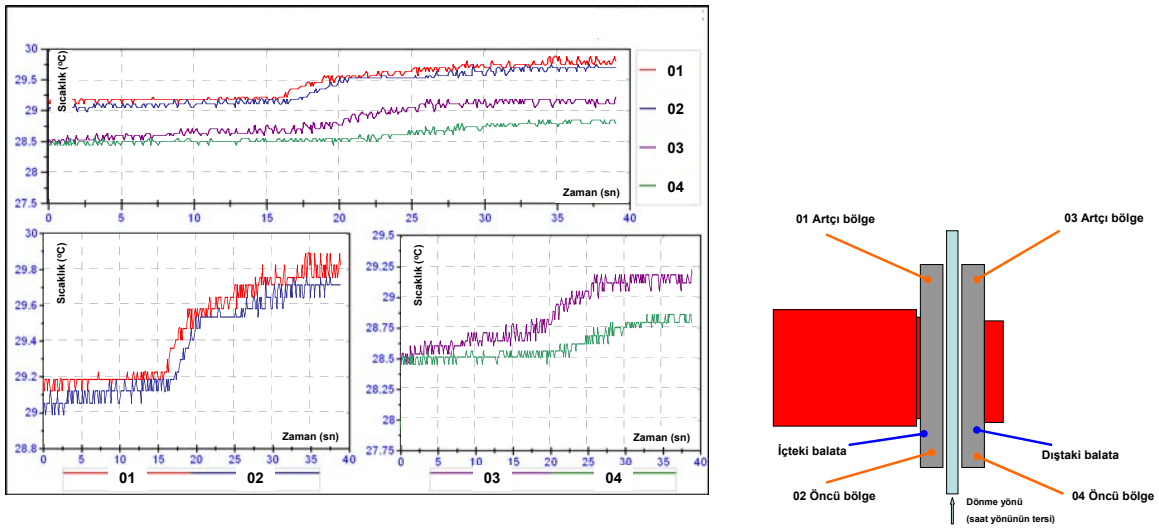 30
29.5
29
28.5
28
27.5
Sıcaklık (ºC)
Zaman (sn)
0 5 10 15 20 25 30 35 40
01
02
03
04
30
29.8
29.6
29.4
29.2
29
28.8
Sıcaklık (ºC)
Zaman (sn)
0 5 10 15 20 25 30 35 40
01 02
29.5
29.25
29
28.75
28.5
28.25
28
27.75
Sıcaklık (ºC)
Zaman (sn)
0 5 10 15 20 25 30 35 40
03 04
01 Artçı bölge 03 Artçı bölge
İçteki balata Dıştaki balata
02 Öncü bölge 04 Öncü bölge
Dönme yönü
(saat yönünün tersi)